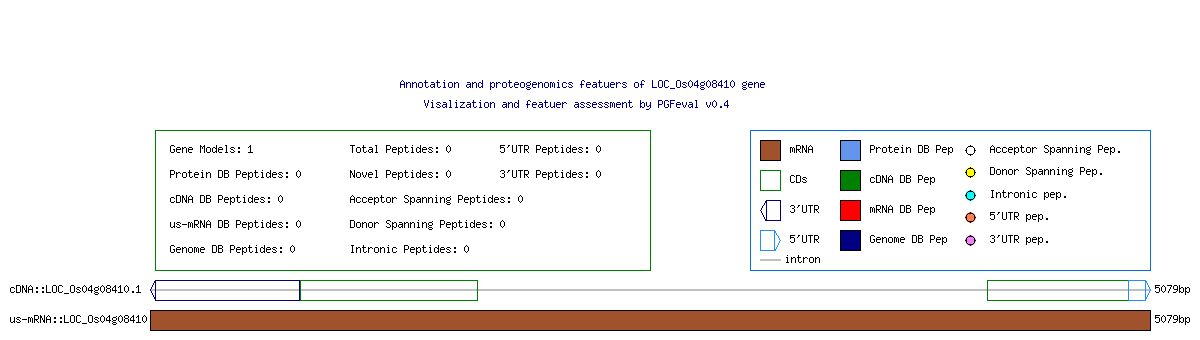 Annotation and proteogenomics featuers of LOC_Os04g08410 gene
Visalization and featuer assessment by PGFeval v0.4
Gene Models: 1 Total Peptides: 0 5'UTR Peptides: 0
Protein DB Peptides: 0 Novel Peptides: 0 3'UTR Peptides: 0
cDNA DB Peptides: 0 Acceptor Spanning Peptides: 0
us-mRNA DB Peptides: 0 Donor Spanning Peptides: 0
Genome DB Peptides: 0 Intronic Peptides: 0
mRNA Protein DB Pep Acceptor Spanning Pep.
CDs cDNA DB Pep Donor Spanning Pep.
3'UTR mRNA DB Pep Intronic pep.
5'UTR Genome DB Pep 5'UTR pep.
intron 3'UTR pep.
cDNA::LOC_Os04g08410.1 5079bp
us-mRNA::LOC_Os04g08410 5079bp